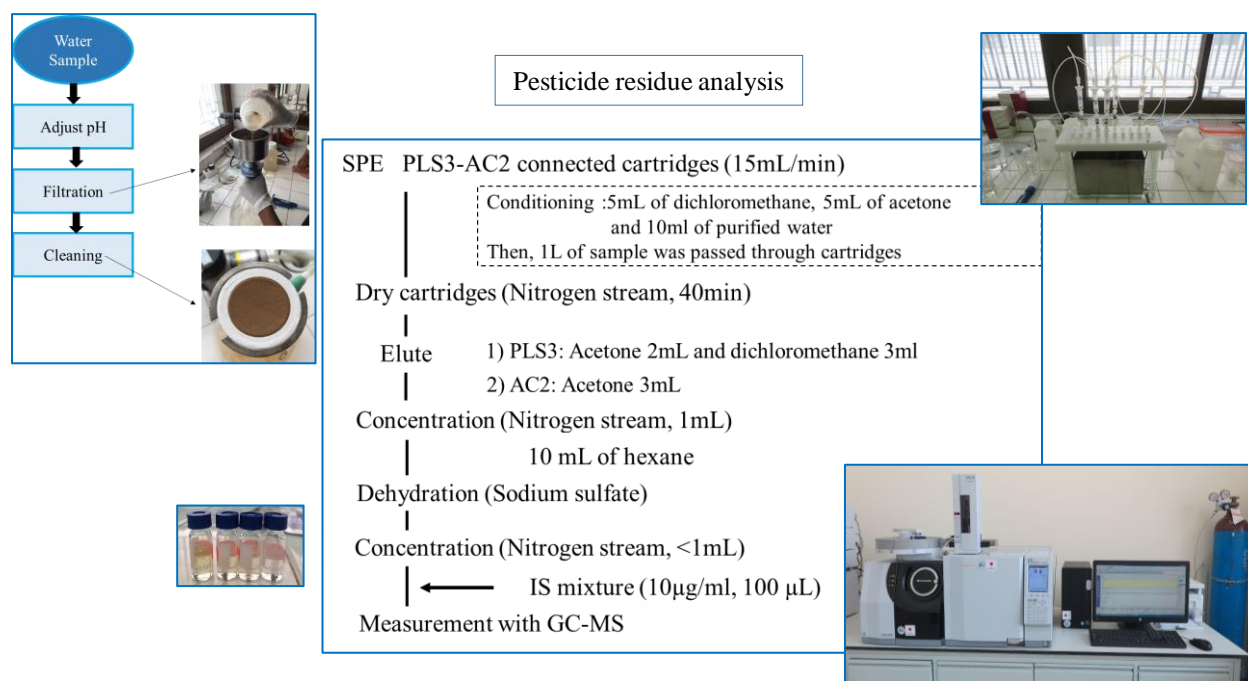 Water
Sample
Adjust pH
Filtration
Cleaning
Pesticide residue analysis
SPE PLS3-AC2 connected cartridges (15mL/min)
Conditioning :5mL of dichloromethane, 5mL of acetone
and 10ml of purified water
Then, 1L of sample was passed through cartridges
Dry cartridges (Nitrogen stream, 40min)
Elute
1) PLS3: Acetone 2mL and dichloromethane 3ml
2) AC2: Acetone 3mL
Concentration (Nitrogen stream, 1mL)
10 mL of hexane
Dehydration (Sodium sulfate)
Concentration (Nitrogen stream, <1mL)
IS mixture (10μg/ml, 100 μL)
Measurement with GC-MS